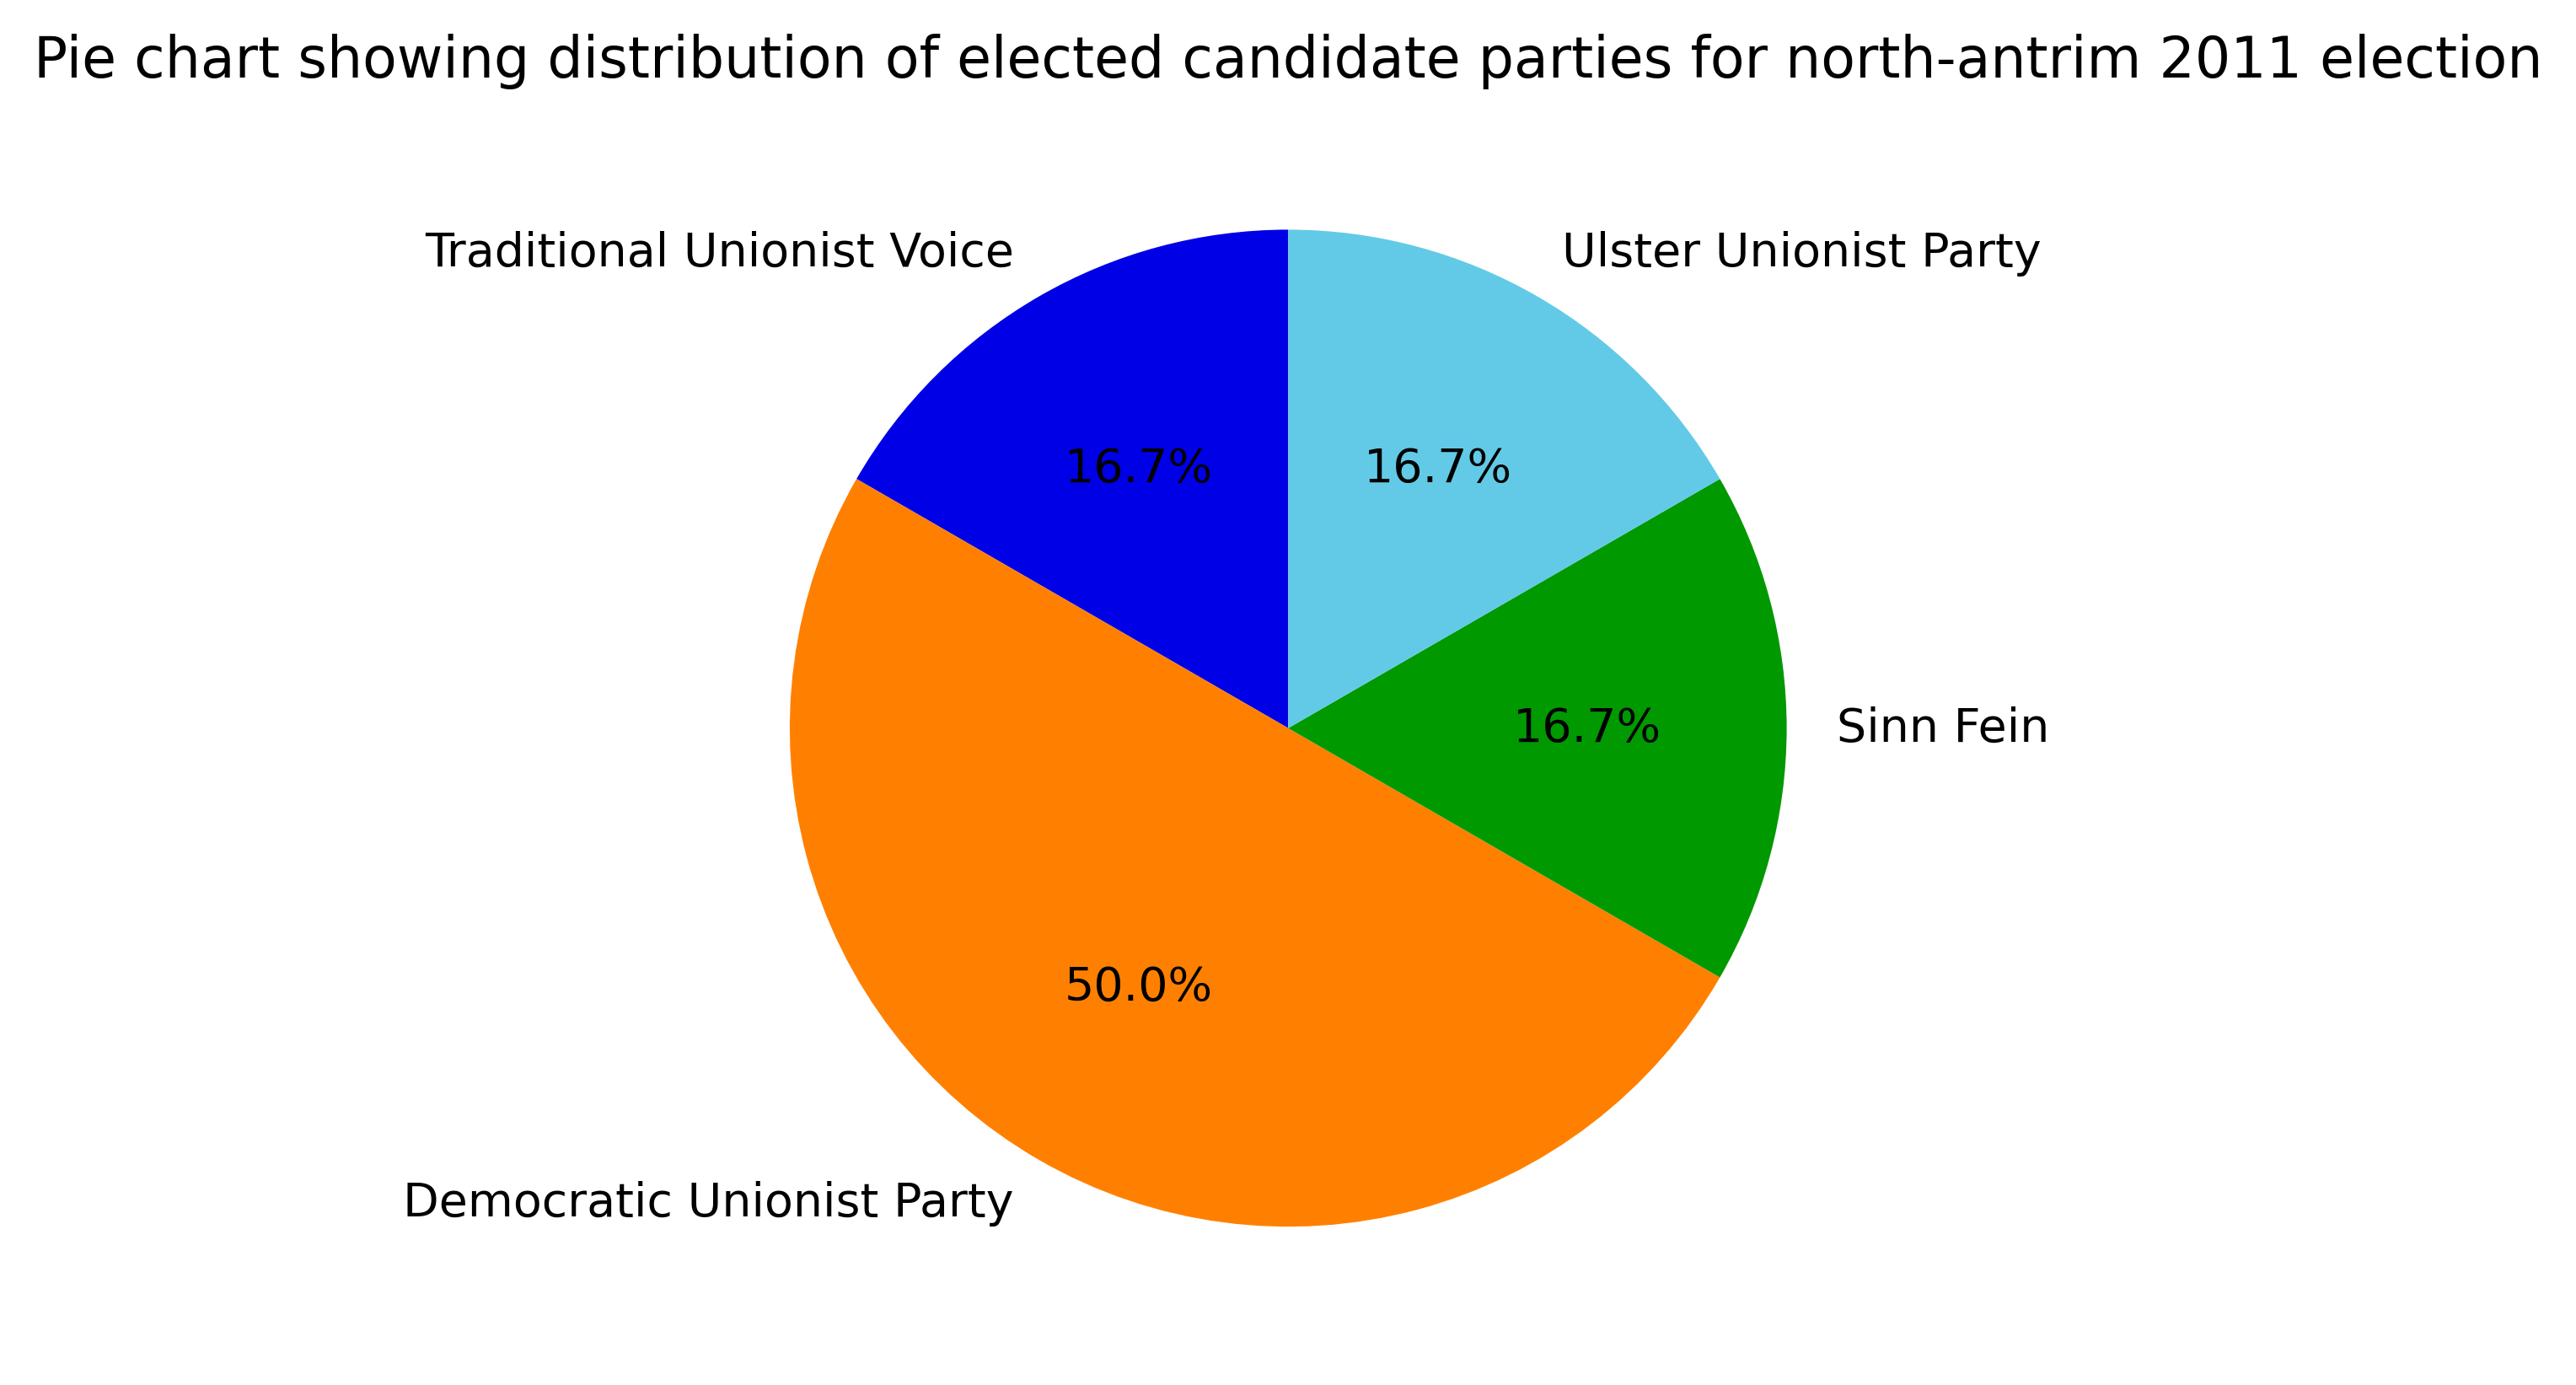 Pie chart showing distribution of elected candidate parties for north-antrim 2011 election
Traditional Unionist Voice
Ulster Unionist Party
16.7%
16.7%
16.7%
Sinn Fein
50.0%
Democratic Unionist Party